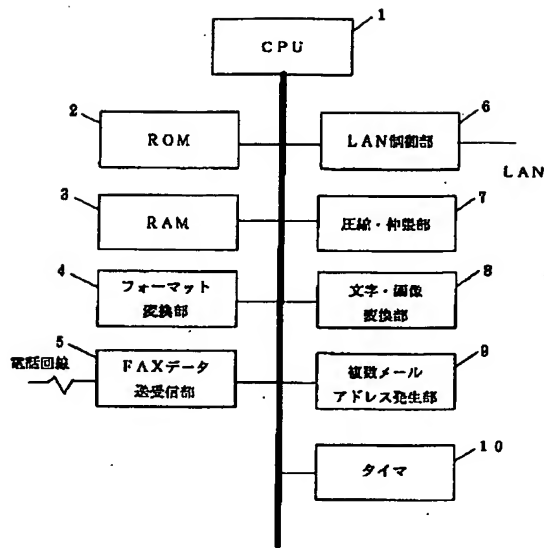 1
CPU
2
ROM
6
LAN制御部
LAN
3
RAM
7
圧縮・伸張部
4
フォーマット
変換部
8
文字・画像
変換部
電話回線
5
FAXデータ
送受信部
9
複数メール
アドレス発生部
10
タイマ